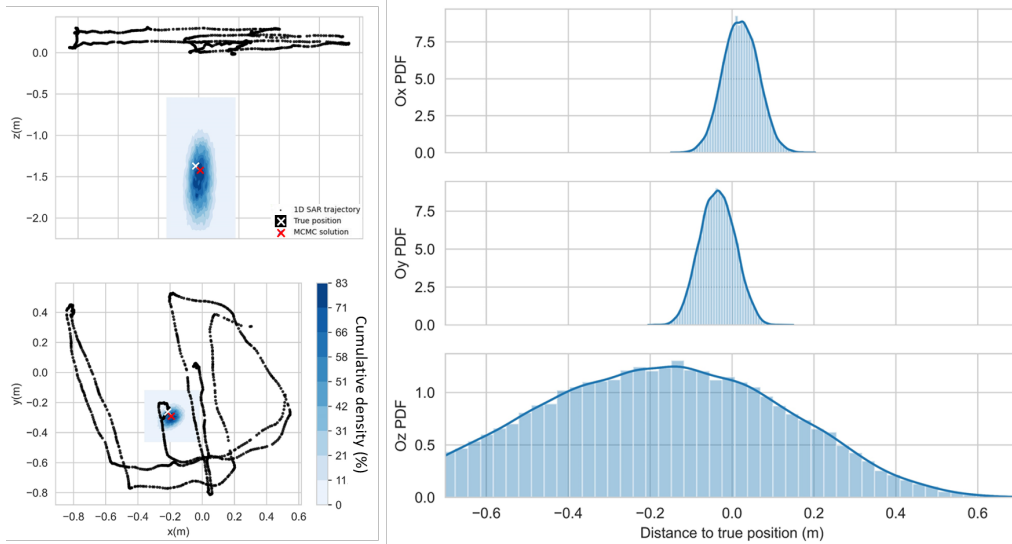 0.0
−0.5
−1.0
−1.5
−2.0
z(m)
1D SAR trajectory
True position
MCMC solution
0.4
0.2
0.0
−0.2
−0.4
−0.6
−0.8
y(m)
−0.8 −0.6 −0.4 −0.2 0.0 0.2 0.4 0.6
x(m)
83
71
66
58
51
42
31
21
11
0
Cumulative density (%)
7.5
5.0
2.5
0.0
Ox PDF
7.5
5.0
2.5
0.0
Oy PDF
1.0
0.5
0.0
Oz PDF
−0.6 −0.4 −0.2 0.0 0.2 0.4 0.6
Distance to true position (m)